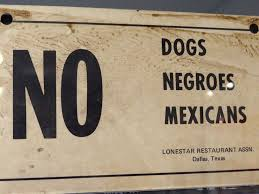 NO
DOGS
NEGROES
MEXICANS
LONESTAR RESTAURANT ASSN.
Dallas, Texas